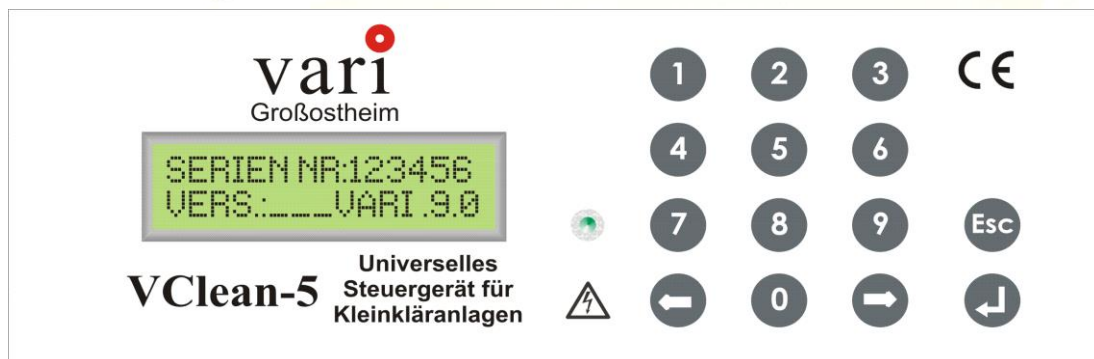 vari
Großostheim
SERIEN NR:123456
VERS.:___VARI .9.0
VClean-5
Universelles
Steuergerät für
Kleinkläranlagen
1 2 3
4 5 6
7 8 9 Esc
0
CE